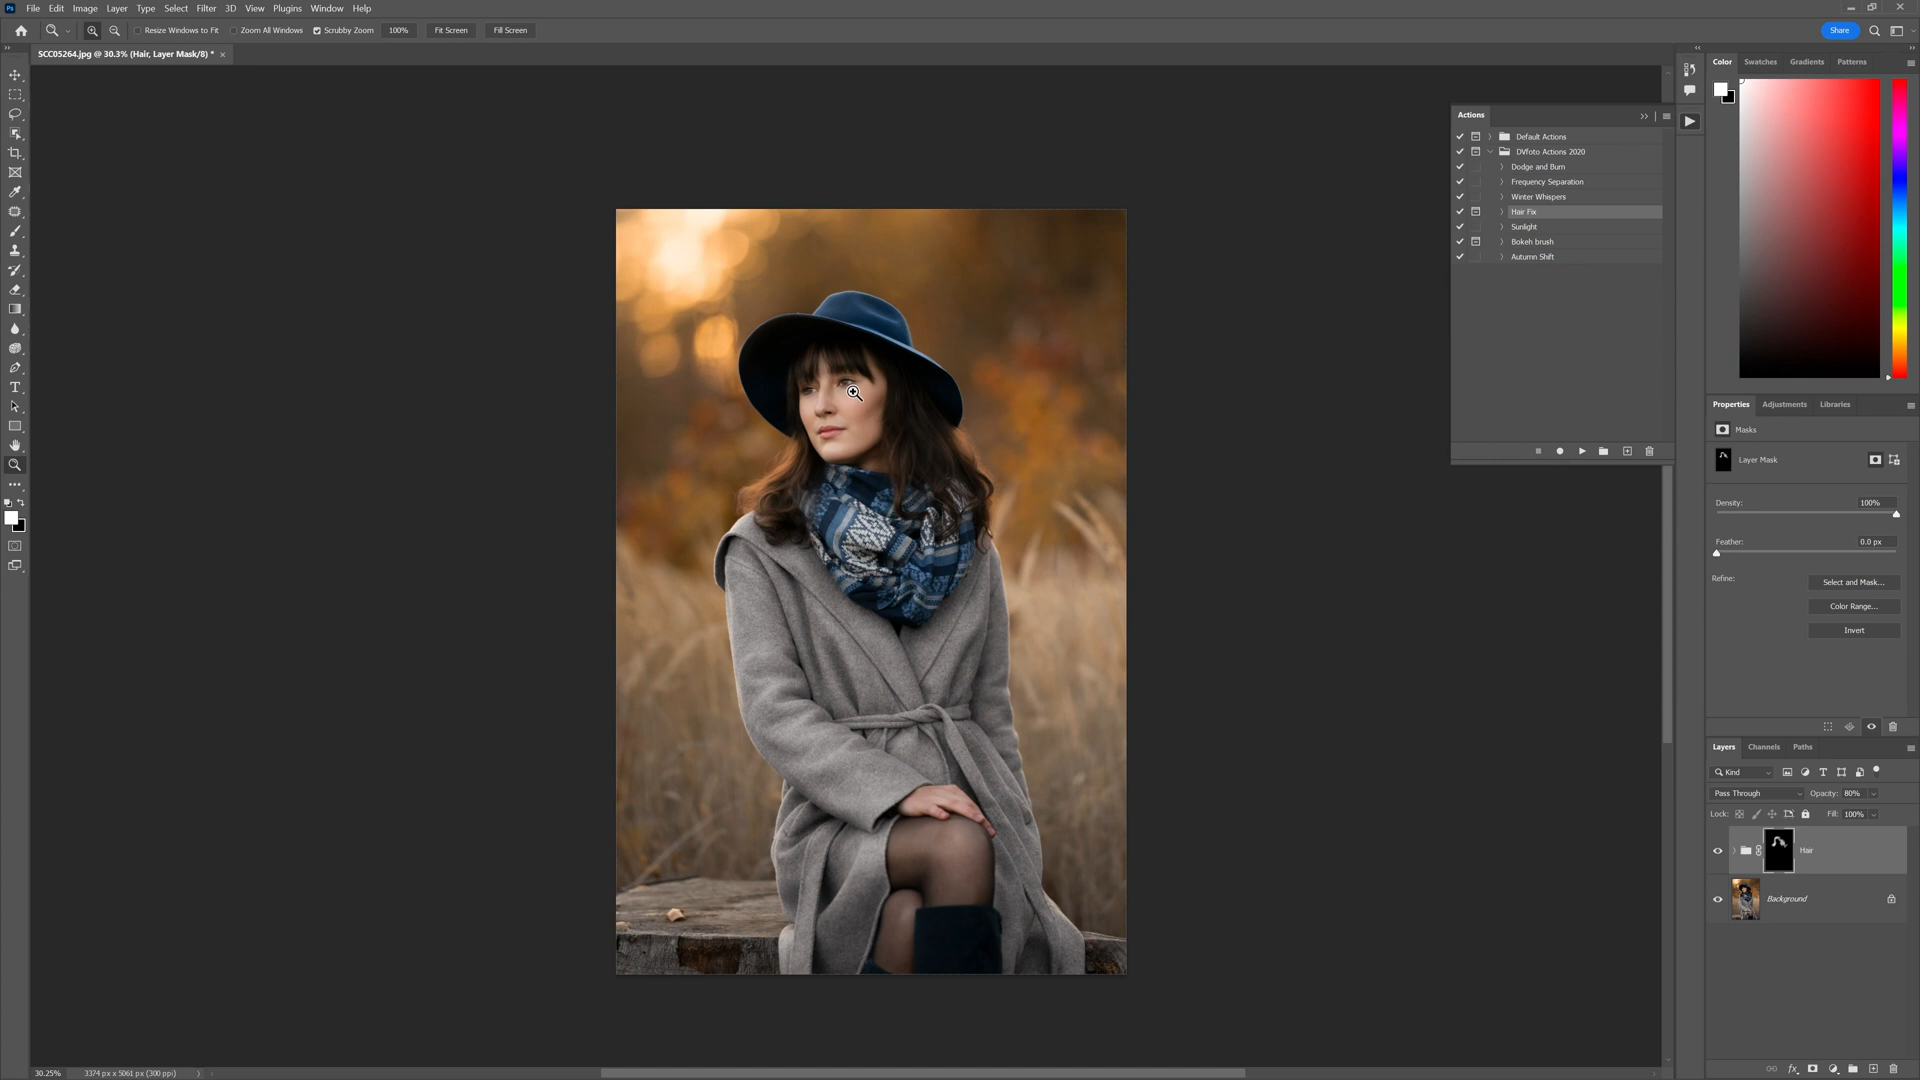 Ps File Edit Image Layer Type Select Filter 3D View Plugins Window Help
Resize Windows to Fit Zoom All Windows Scrubby Zoom 100% Fit Screen Fill Screen Share
SCC05264.jpg @ 30.3% (Hair, Layer Mask/8) * ×
Color Swatches Gradients Patterns
Actions
Default Actions
DVfoto Actions 2020
Dodge and Burn
Frequency Separation
Winter Whispers
Hair Fix
Sunlight
Bokeh brush
Autumn Shift
Properties Adjustments Libraries
Masks
Layer Mask
Density: 100%
Feather: 0.0 px
Refine: Select and Mask...
Color Range...
Invert
Layers Channels Paths
Kind
Pass Through Opacity: 80%
Lock: Fill: 100%
Hair
Background
fx
30.25% 3374 px x 5061 px (300 ppi)